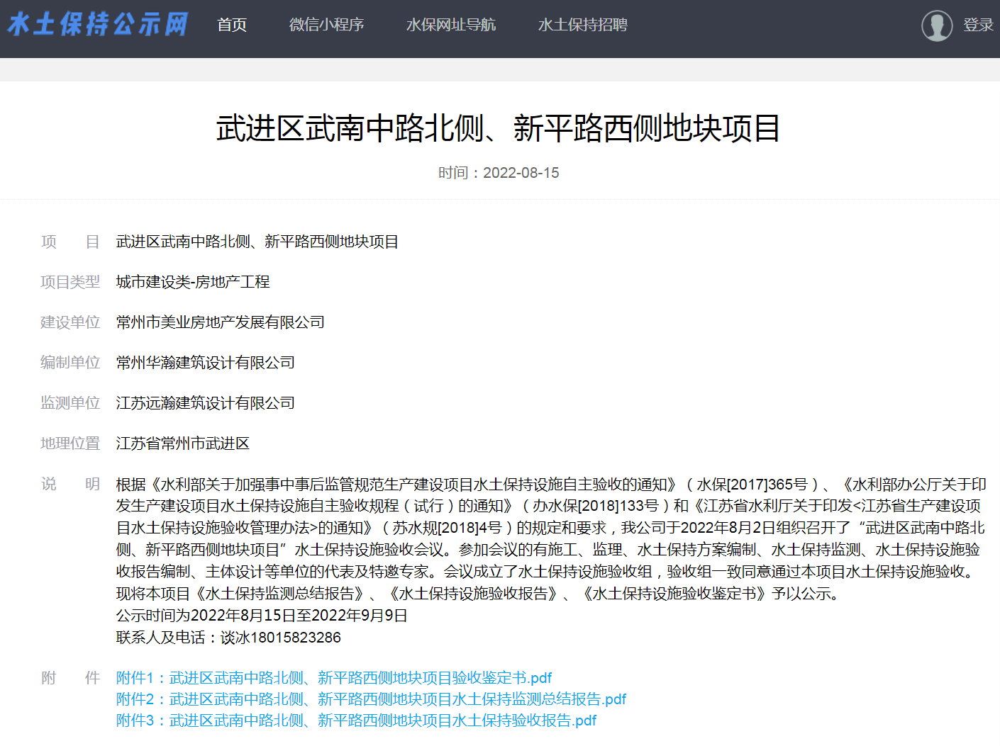 水土保持公示网 首页 微信小程序 水保网址导航 水土保持招聘 登录
武进区武南中路北侧、新平路西侧地块项目
时间：2022-08-15
项 目 武进区武南中路北侧、新平路西侧地块项目
项目类型 城市建设类-房地产工程
建设单位 常州市美业房地产发展有限公司
编制单位 常州华瀚建筑设计有限公司
监测单位 江苏远瀚建筑设计有限公司
地理位置 江苏省常州市武进区
说 明 根据《水利部关于加强事中事后监管规范生产建设项目水土保持设施自主验收的通知》（水保[2017]365号）、《水利部办公厅关于印
发生产建设项目水土保持设施自主验收规程（试行）的通知》（办水保[2018]133号）和《江苏省水利厅关于印发<江苏省生产建设项
目水土保持设施验收管理办法>的通知》（苏水规[2018]4号）的规定和要求，我公司于2022年8月2日组织召开了“武进区武南中路北
侧、新平路西侧地块项目”水土保持设施验收会议。参加会议的有施工、监理、水土保持方案编制、水土保持监测、水土保持设施验
收报告编制、主体设计等单位的代表及特邀专家。会议成立了水土保持设施验收组，验收组一致同意通过本项目水土保持设施验收。
现将本项目《水土保持监测总结报告》、《水土保持设施验收报告》、《水土保持设施验收鉴定书》予以公示。
公示时间为2022年8月15日至2022年9月9日
联系人及电话：谈冰18015823286
附 件 附件1：武进区武南中路北侧、新平路西侧地块项目验收鉴定书.pdf
附件2：武进区武南中路北侧、新平路西侧地块项目水土保持监测总结报告.pdf
附件3：武进区武南中路北侧、新平路西侧地块项目水土保持验收报告.pdf